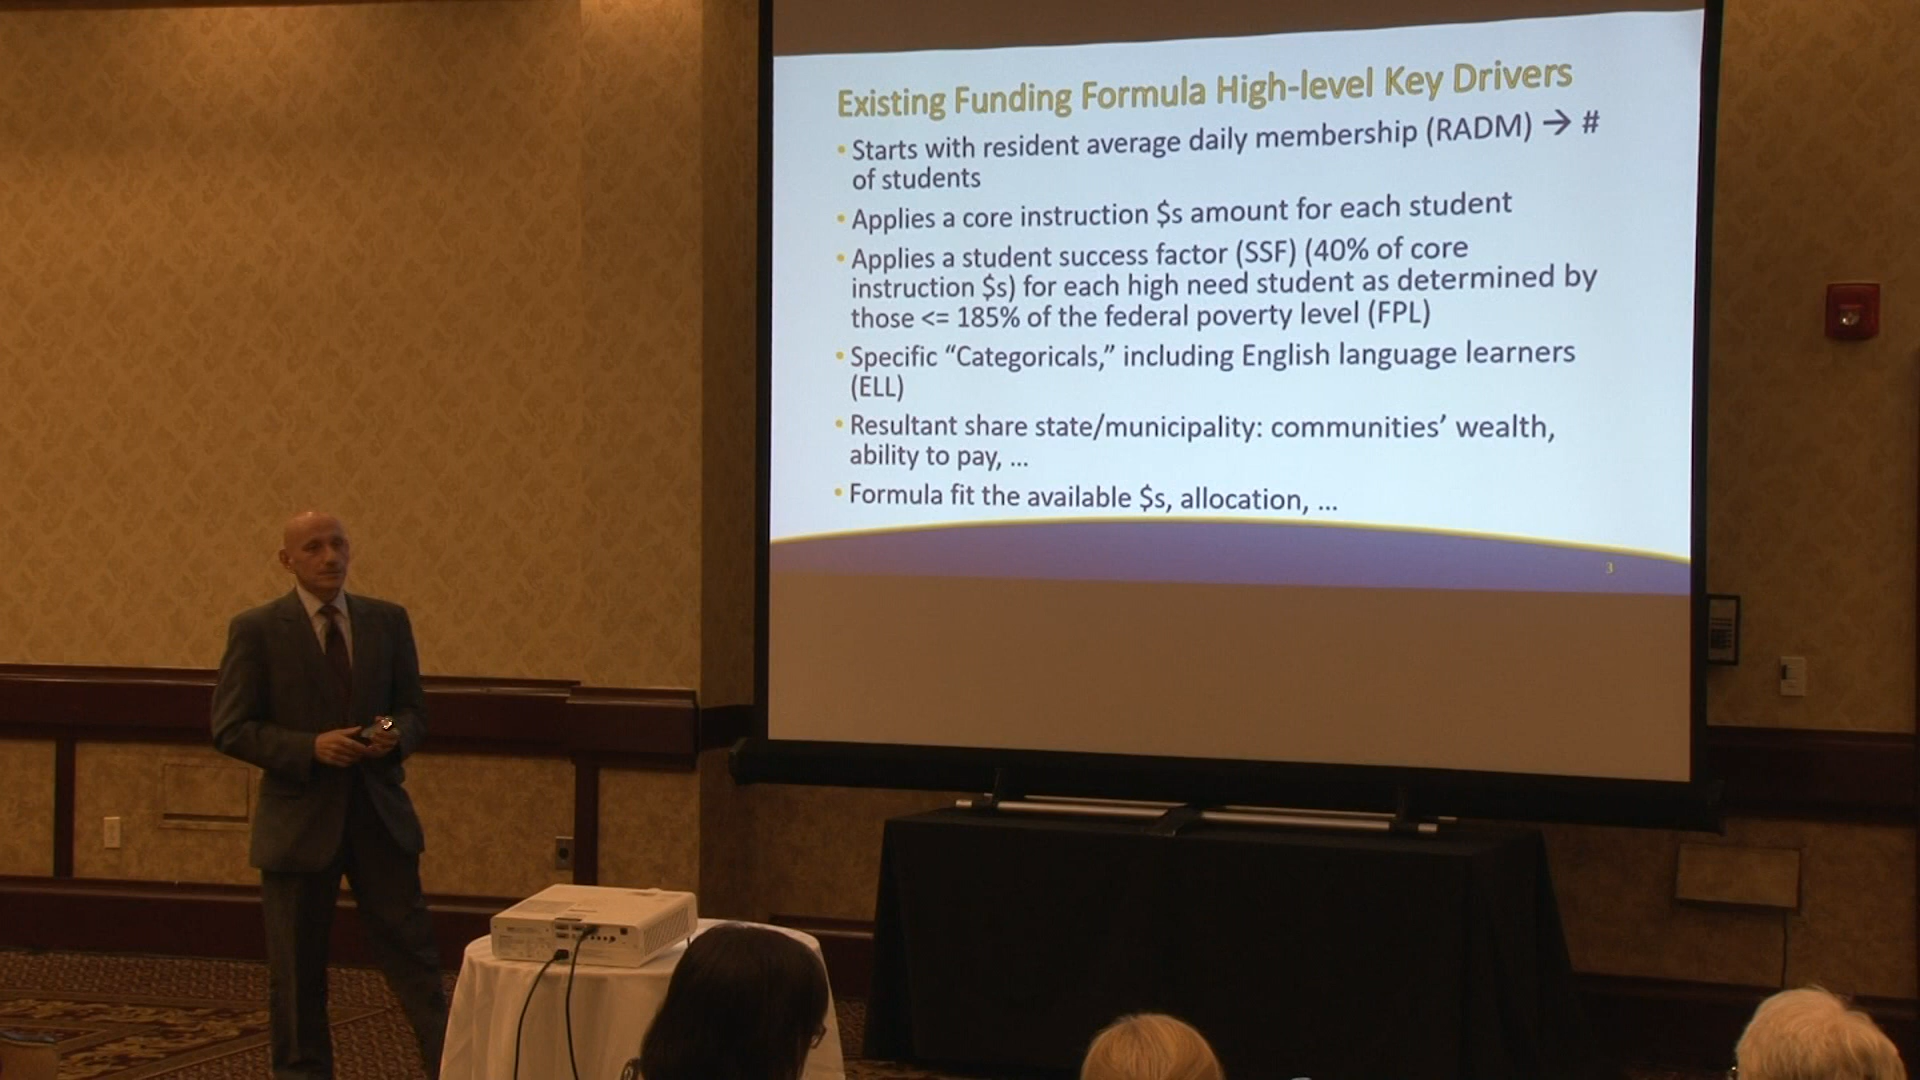 Existing Funding Formula High-level Key Drivers
• Starts with resident average daily membership (RADM) → #
of students
• Applies a core instruction $s amount for each student
• Applies a student success factor (SSF) (40% of core
instruction $s) for each high need student as determined by
those <= 185% of the federal poverty level (FPL)
• Specific “Categoricals,” including English language learners
(ELL)
• Resultant share state/municipality: communities’ wealth,
ability to pay, ...
• Formula fit the available $s, allocation, ...
3